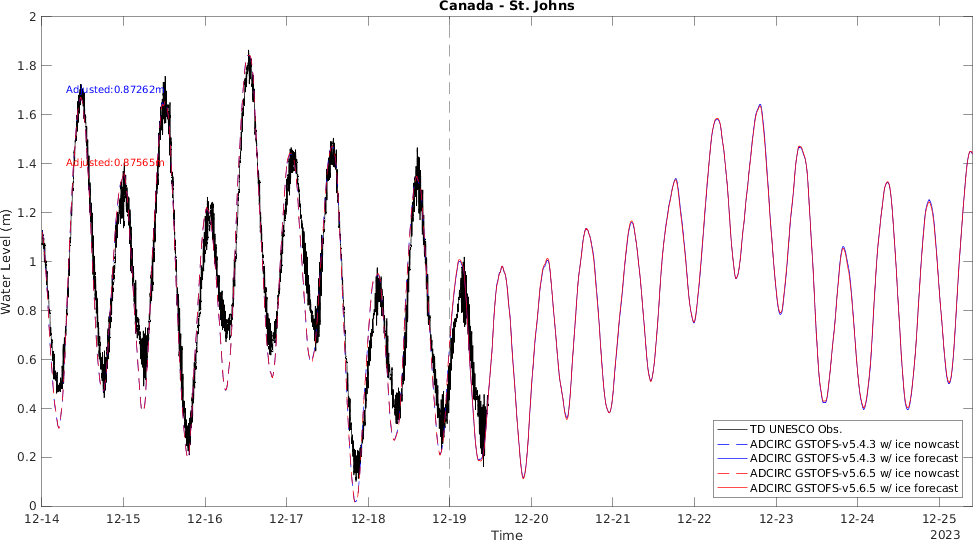 Canada - St. Johns
Water Level (m)
2
1.8
1.6
1.4
1.2
1
0.8
0.6
0.4
0.2
0
Adjusted:0.87262m
Adjusted:0.87565m
TD UNESCO Obs.
ADCIRC GSTOFS-v5.4.3 w/ ice nowcast
ADCIRC GSTOFS-v5.4.3 w/ ice forecast
ADCIRC GSTOFS-v5.6.5 w/ ice nowcast
ADCIRC GSTOFS-v5.6.5 w/ ice forecast
12-14 12-15 12-16 12-17 12-18 12-19 12-20 12-21 12-22 12-23 12-24 12-25
Time
2023